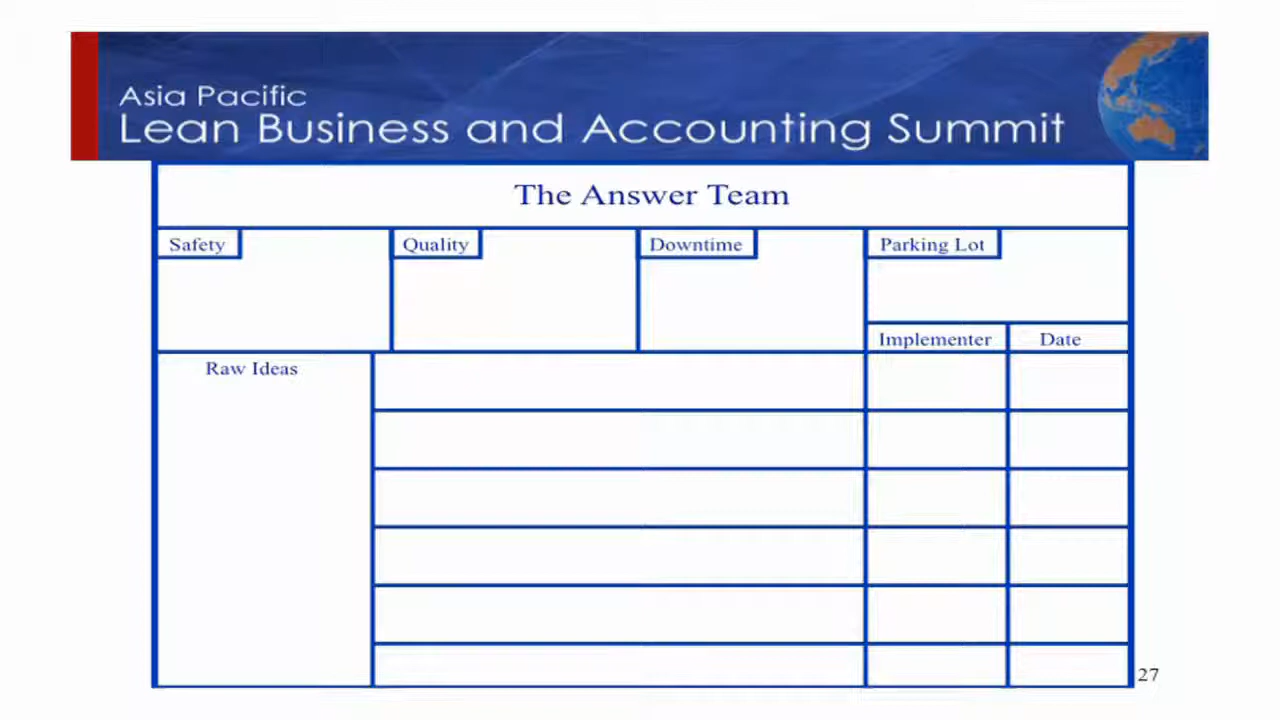 Asia Pacific
Lean Business and Accounting Summit
The Answer Team
Safety
Quality
Downtime
Parking Lot
Implementer
Date
Raw Ideas
27